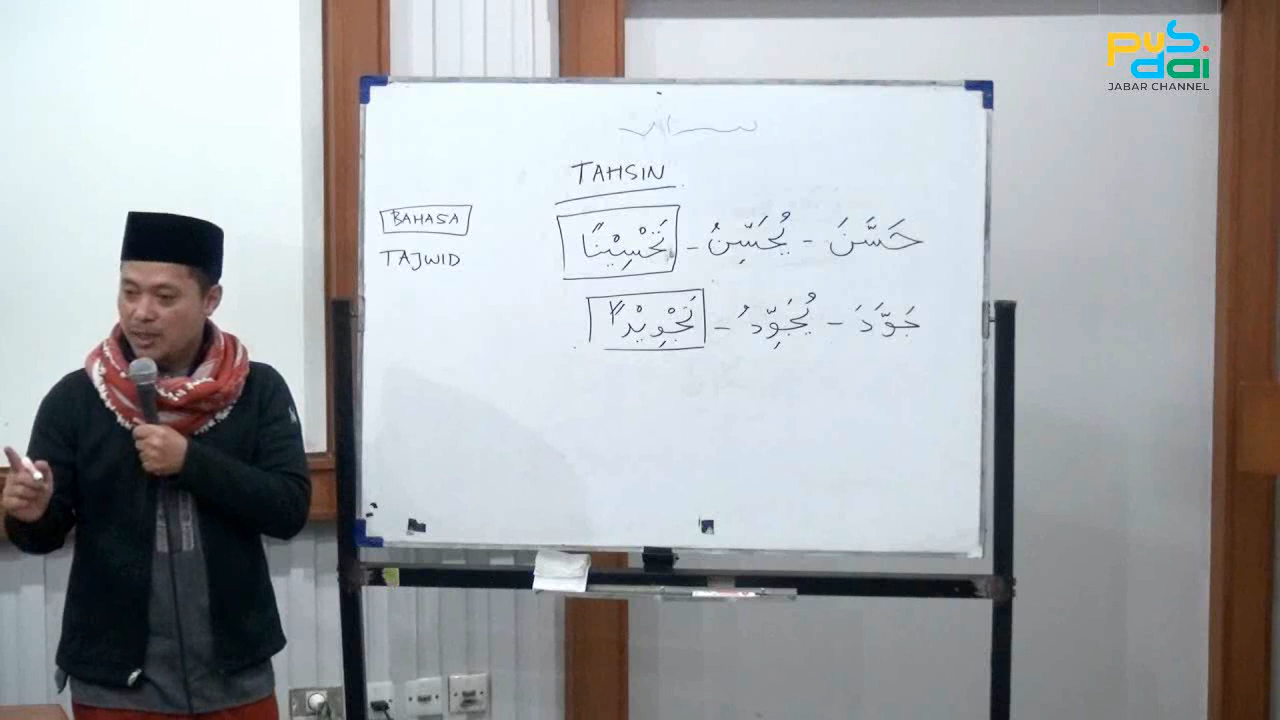 PUSDAI
JABAR CHANNEL
TAHSIN
BAHASA
TAJWID
حَسَّنَ - يُحَسِّنُ - تَحْسِيْنًا
جَوَّدَ - يُجَوِّدُ - تَجْوِيْدًا